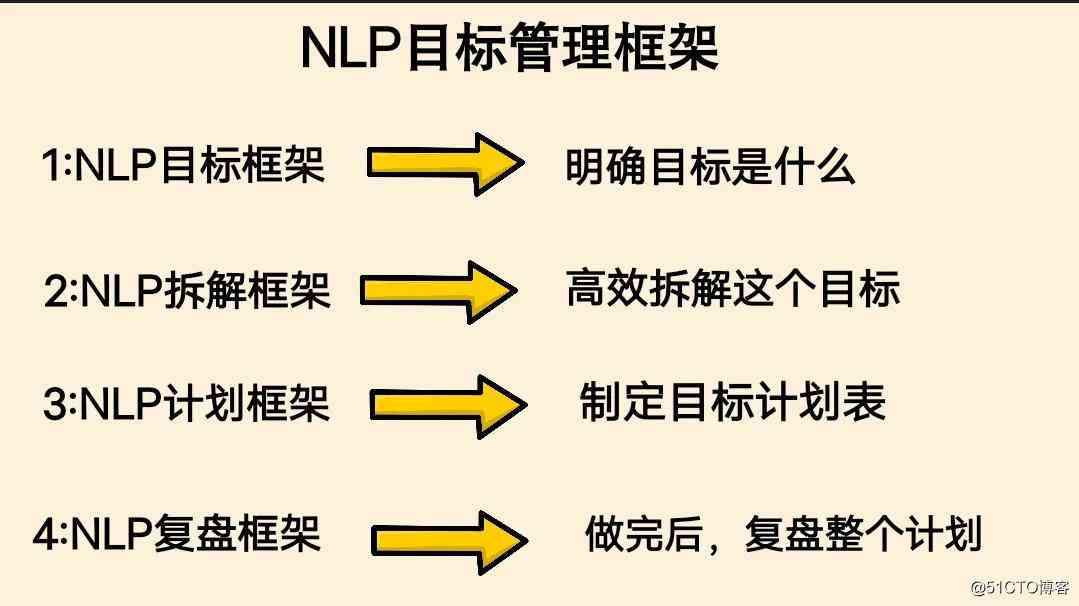 NLP目标管理框架
1:NLP目标框架 明确目标是什么
2:NLP拆解框架 高效拆解这个目标
3:NLP计划框架 制定目标计划表
4:NLP复盘框架 做完后，复盘整个计划
@51CTO博客